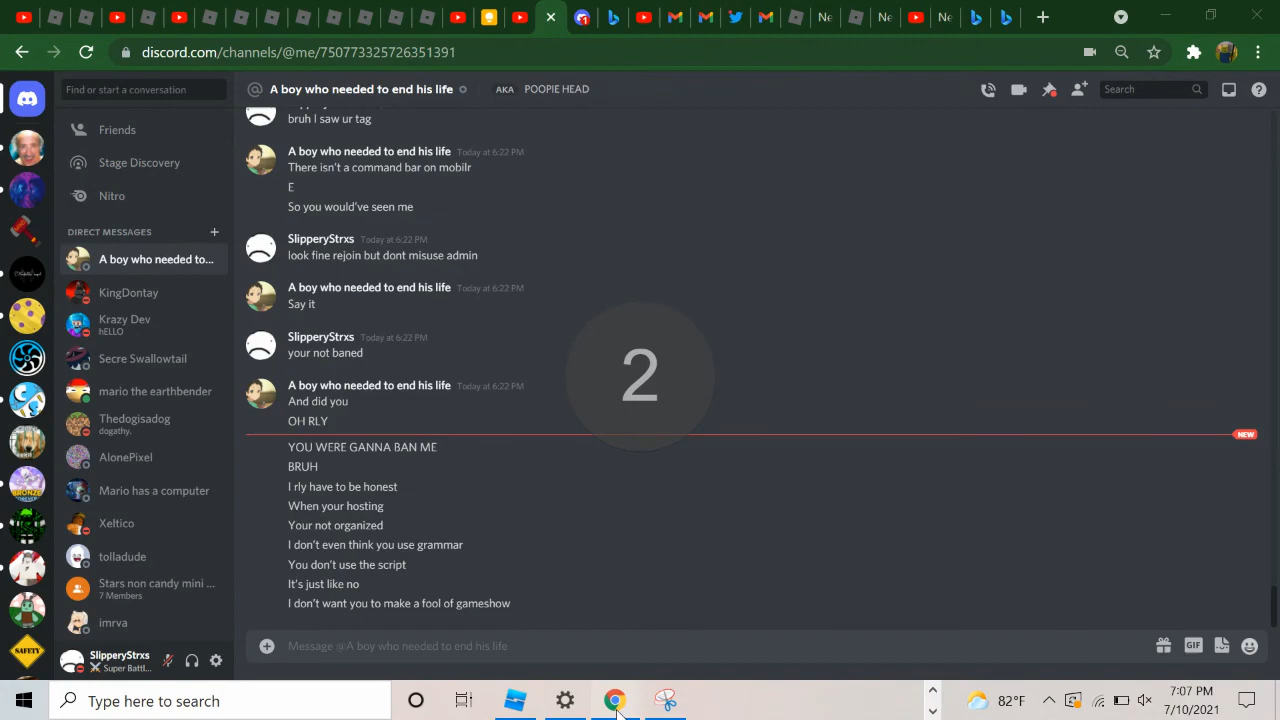 Ne
Ne
Ne
discord.com/channels/@me/750773325726351391
Find or start a conversation
A boy who needed to end his life
AKA POOPIE HEAD
Search
Friends
Stage Discovery
Nitro
DIRECT MESSAGES
A boy who needed to...
KingDontay
Krazy Dev
hELLO
Secre Swallowtail
mario the earthbender
Thedogisadog
dogathy.
AlonePixel
Mario has a computer
Xeltico
tolladude
Stars non candy mini ...
7 Members
imrva
SlipperyStrxs
Super Battl...
bruh I saw ur tag
A boy who needed to end his life Today at 6:22 PM
There isn't a command bar on mobilr
E
So you would've seen me
SlipperyStrxs Today at 6:22 PM
look fine rejoin but dont misuse admin
A boy who needed to end his life Today at 6:22 PM
Say it
SlipperyStrxs Today at 6:22 PM
your not baned
A boy who needed to end his life Today at 6:22 PM
And did you
OH RLY
NEW
YOU WERE GANNA BAN ME
BRUH
I rly have to be honest
When your hosting
Your not organized
I don't even think you use grammar
You don't use the script
It's just like no
I don't want you to make a fool of gameshow
2
Message @A boy who needed to end his life
GIF
BRONZE
SAFETY
Type here to search
82°F
7:07 PM
7/10/2021